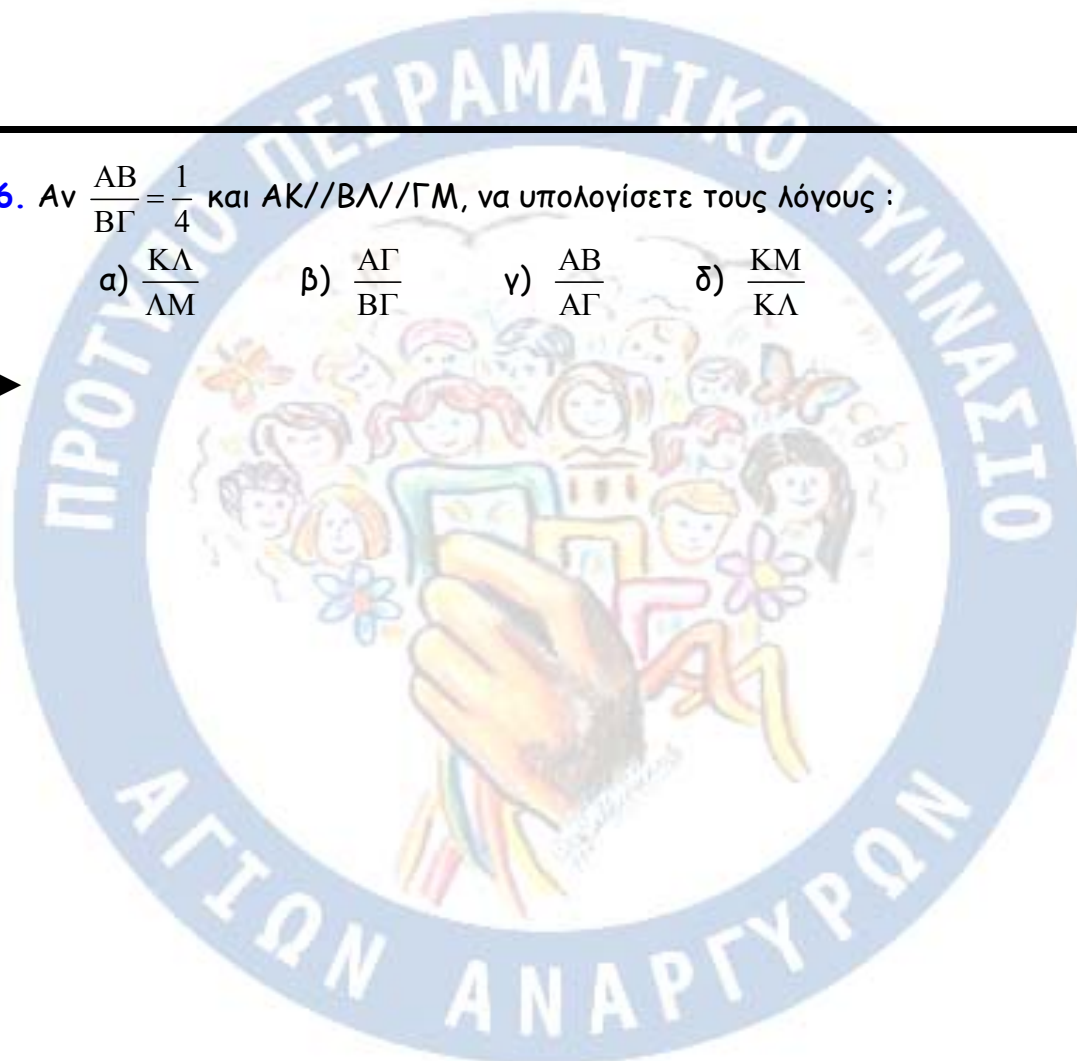 6. Αν ΑΒ/ΒΓ = 1/4 και ΑΚ//ΒΛ//ΓΜ, να υπολογίσετε τους λόγους :
α) ΚΛ/ΛΜ β) ΑΓ/ΒΓ γ) ΑΒ/ΑΓ δ) ΚΜ/ΚΛ
ΠΡΟΤΥΠΟ ΠΕΙΡΑΜΑΤΙΚΟ ΓΥΜΝΑΣΙΟ
ΑΓΙΩΝ ΑΝΑΡΓΥΡΩΝ